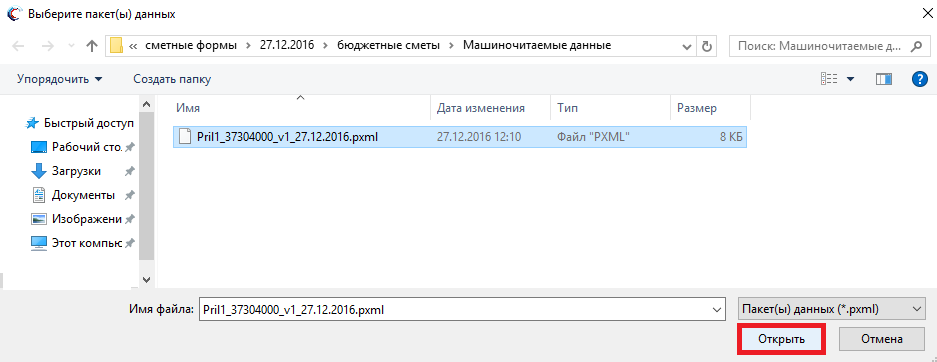 Выберите пакет(ы) данных
« сметные формы > 27.12.2016 > бюджетные сметы > Машиночитаемые данные
Поиск: Машиночитаемые д...
Упорядочить Создать папку
Имя Дата изменения Тип Размер
Pril1_37304000_v1_27.12.2016.pxml 27.12.2016 12:10 Файл "PXML" 8 КБ
Быстрый доступ
Рабочий сто.
Загрузки
Документы
Изображени
Этот компьк
Имя файла: Pril1_37304000_v1_27.12.2016.pxml Пакет(ы) данных (*.pxml)
Открыть Отмена